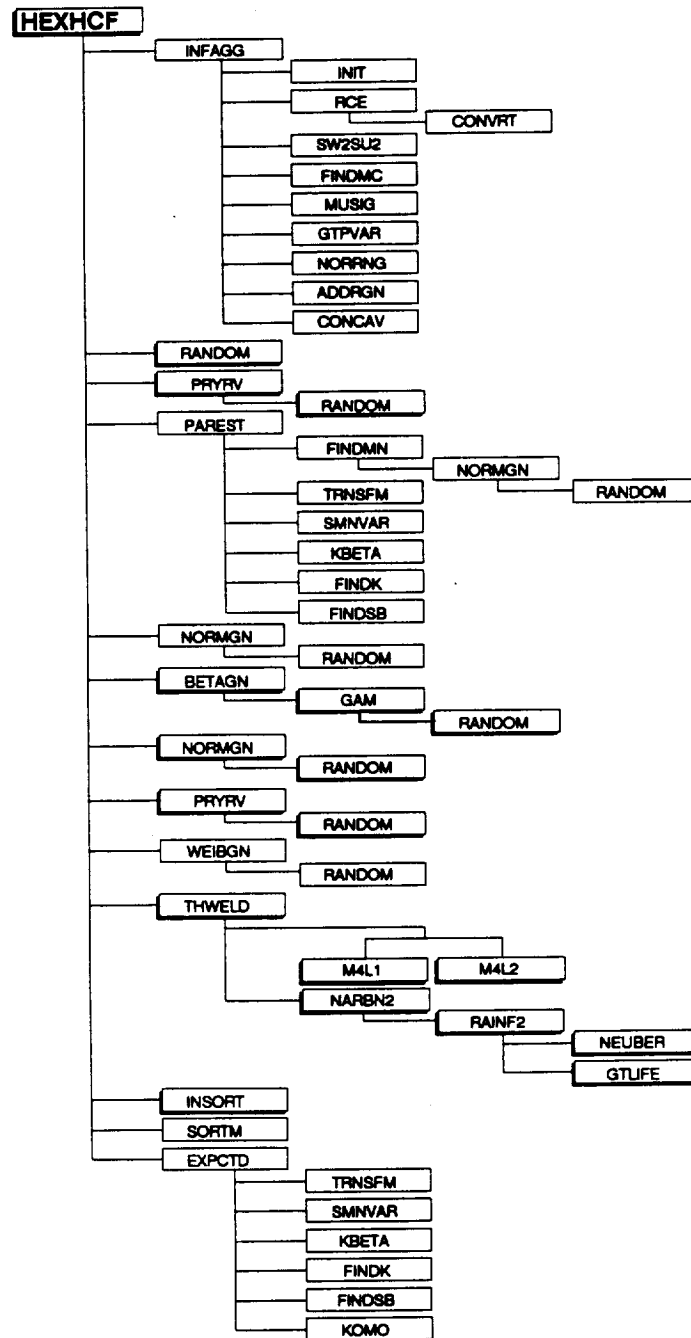 HEXHCF
INFAGG
INIT
RCE
CONVRT
SW2SU2
FINDMC
MUSIG
GTPVAR
NORRNG
ADDRGN
CONCAV
RANDOM
PRYRV
RANDOM
PAREST
FINDMN
NORMGN
RANDOM
TRNSFM
SMNVAR
KBETA
FINDK
FINDSB
NORMGN
RANDOM
BETAGN
GAM
RANDOM
NORMGN
RANDOM
PRYRV
RANDOM
WEIBGN
RANDOM
THWELD
M4L1
M4L2
NARBN2
RAINF2
NEUBER
GTLIFE
INSORT
SORTM
EXPCTD
TRNSFM
SMNVAR
KBETA
FINDK
FINDSB
KOMO